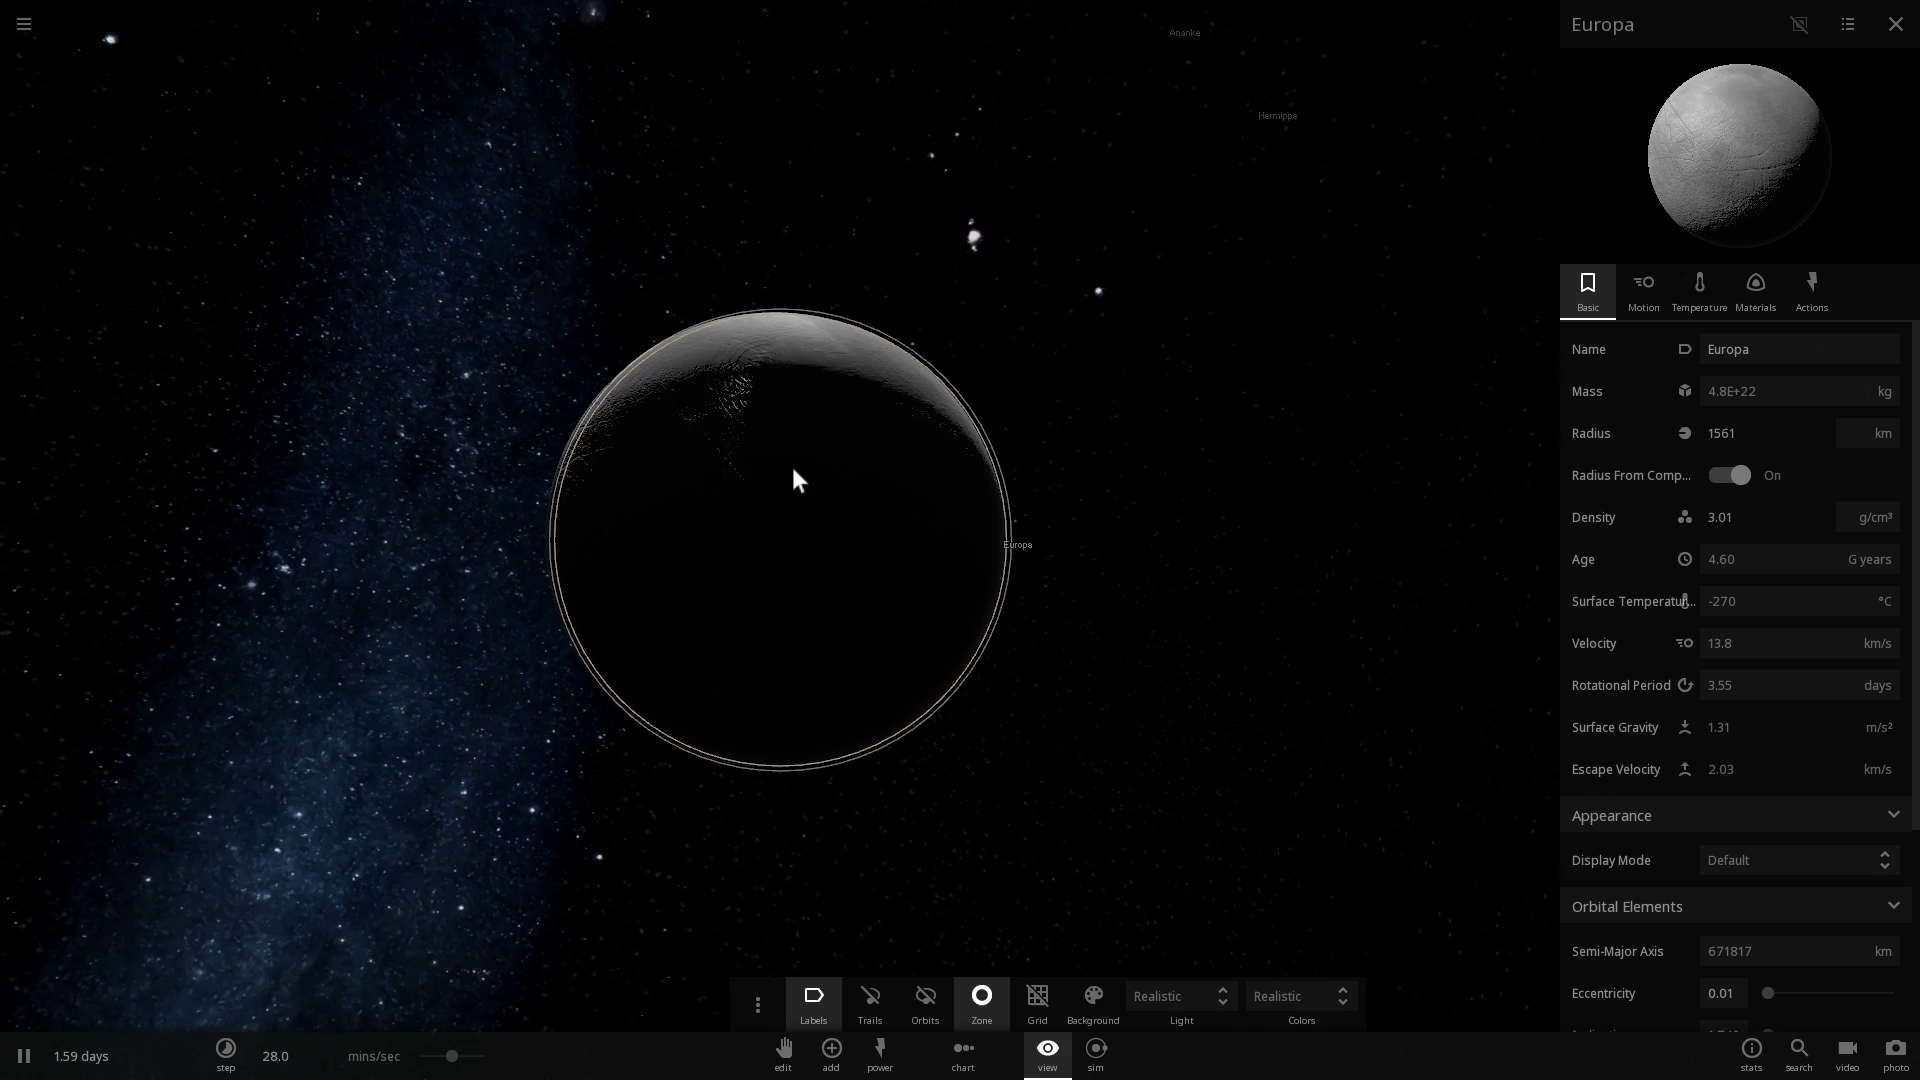 Europa
Ananke
Hermippe
Europa
Basic
Motion
Temperature
Materials
Actions
Name
Europa
Mass
4.8E+22 kg
Radius
1561 km
Radius From Comp...
On
Density
3.01 g/cm³
Age
4.60 G years
Surface Temperatur...
-270 °C
Velocity
13.8 km/s
Rotational Period
3.55 days
Surface Gravity
1.31 m/s²
Escape Velocity
2.03 km/s
Appearance
Display Mode
Default
Orbital Elements
Semi-Major Axis
671817 km
Eccentricity
0.01
Labels
Trails
Orbits
Zone
Grid
Background
Realistic
Light
Realistic
Colors
1.59 days
step
28.0 mins/sec
edit
add
power
chart
view
sim
stats
search
video
photo